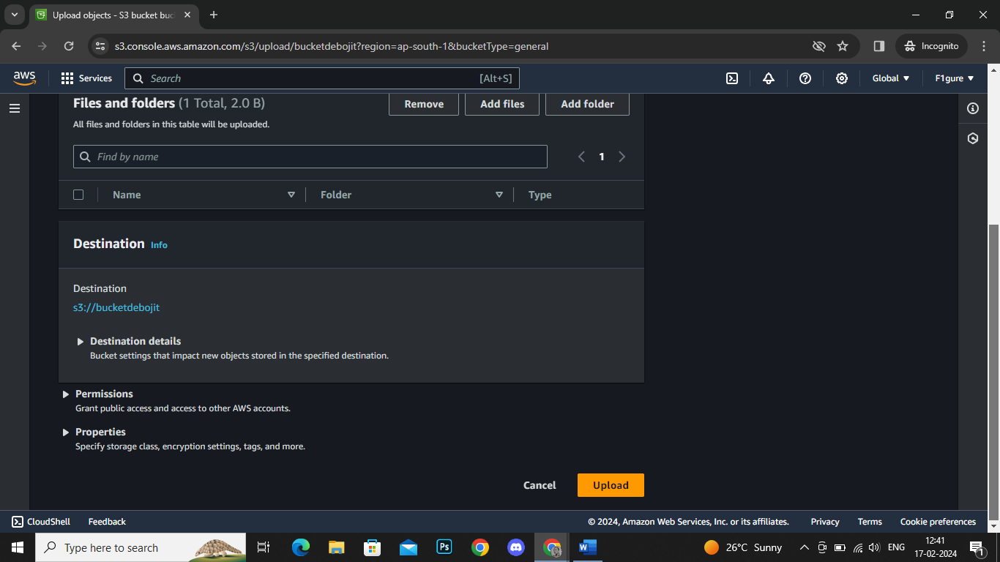 Upload objects - S3 bucket buc
s3.console.aws.amazon.com/s3/upload/bucketdebojit?region=ap-south-1&bucketType=general
Incognito
aws
Services
Search
[Alt+S]
Global
F1gure
Files and folders (1 Total, 2.0 B)
Remove
Add files
Add folder
All files and folders in this table will be uploaded.
Find by name
1
Name
Folder
Type
Destination Info
Destination
s3://bucketdebojit
Destination details
Bucket settings that impact new objects stored in the specified destination.
Permissions
Grant public access and access to other AWS accounts.
Properties
Specify storage class, encryption settings, tags, and more.
Cancel
Upload
CloudShell
Feedback
© 2024, Amazon Web Services, Inc. or its affiliates.
Privacy
Terms
Cookie preferences
Type here to search
Ps
W
26°C Sunny
ENG
12:41
17-02-2024
1